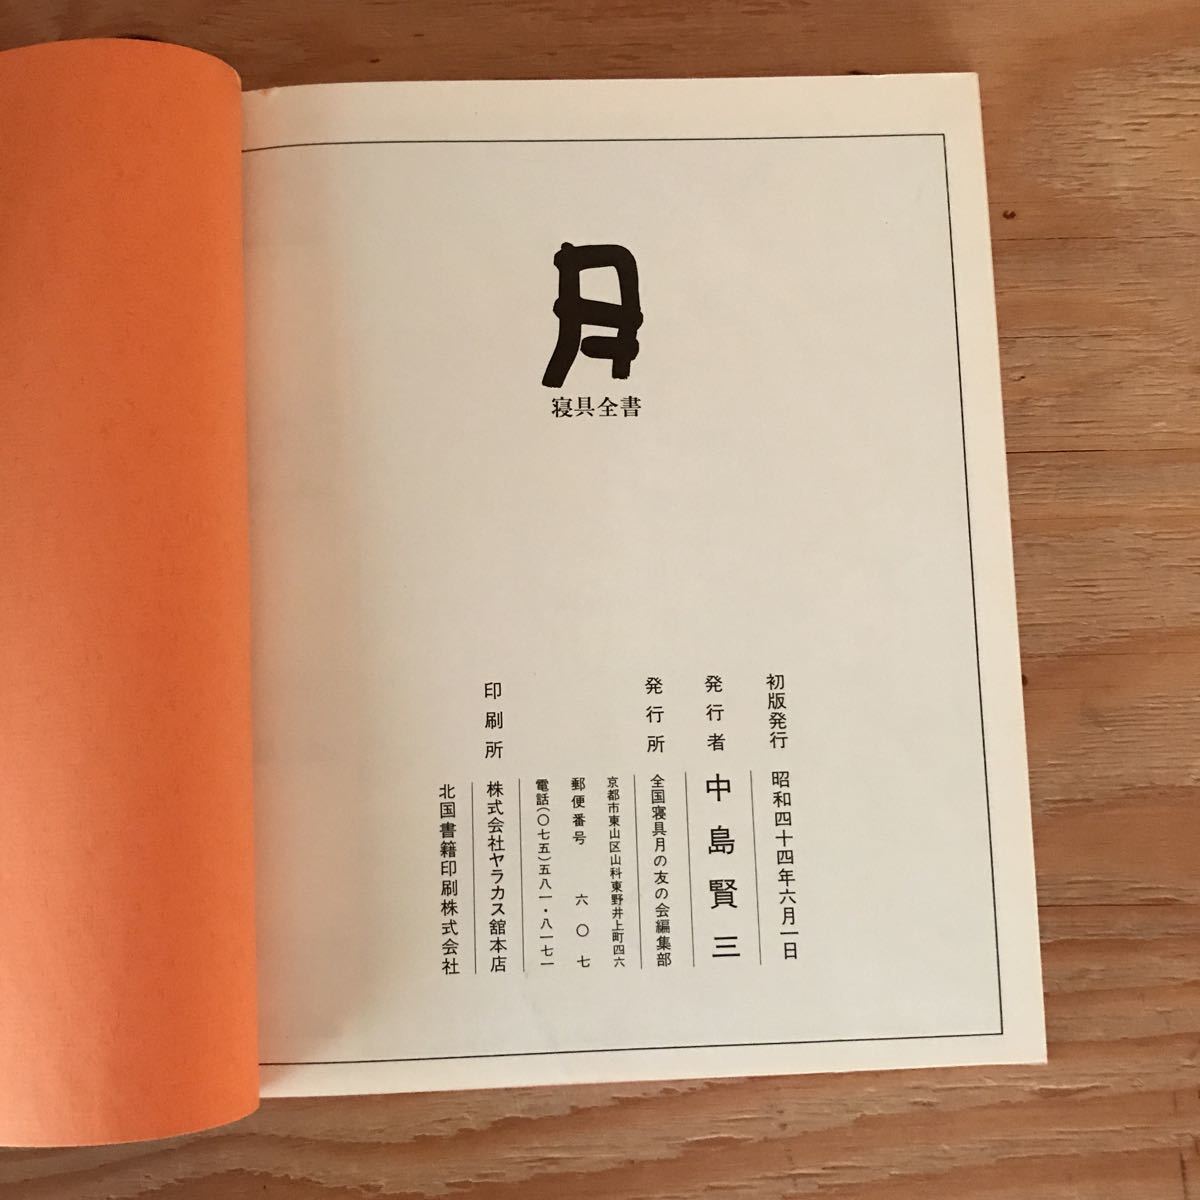 月
寝具全書
初版発行 昭和四十四年六月一日
発行者 中島賢三
発行所 全国寝具月の友の会編集部
京都市東山区山科東野井上町四六
郵便番号 六〇七
電話(〇七五)五八一・八一七一
印刷所 株式会社ヤラカス舘本店
北国書籍印刷株式会社